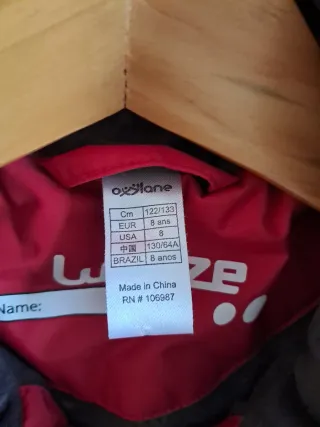 oxylane
Cm 122/133
EUR 8 ans
USA 8
中国 130/64A
BRAZIL 8 anos
Made in China
RN # 106987
Name: